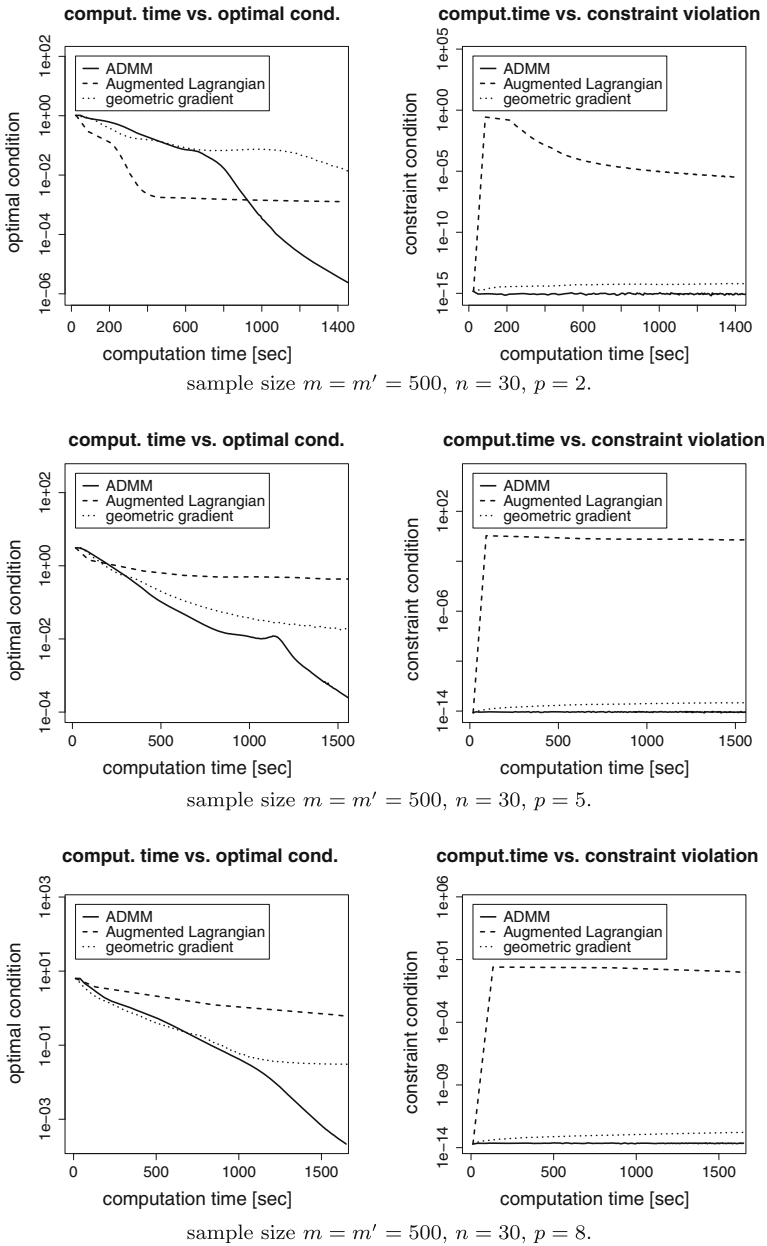 comput. time vs. optimal cond.
ADMM
Augmented Lagrangian
geometric gradient
optimal condition
1e+02
1e+00
1e−02
1e−04
1e−06
0 200 600 1000 1400
computation time [sec]
comput.time vs. constraint violation
ADMM
Augmented Lagrangian
geometric gradient
constraint condition
1e+05
1e+00
1e−05
1e−10
1e−15
0 200 600 1000 1400
computation time [sec]
sample size m = m′ = 500, n = 30, p = 2.
comput. time vs. optimal cond.
ADMM
Augmented Lagrangian
geometric gradient
optimal condition
1e+02
1e+00
1e−02
1e−04
0 500 1000 1500
computation time [sec]
comput.time vs. constraint violation
ADMM
Augmented Lagrangian
geometric gradient
constraint condition
1e+02
1e−06
1e−14
0 500 1000 1500
computation time [sec]
sample size m = m′ = 500, n = 30, p = 5.
comput. time vs. optimal cond.
ADMM
Augmented Lagrangian
geometric gradient
optimal condition
1e+03
1e+01
1e−01
1e−03
0 500 1000 1500
computation time [sec]
comput.time vs. constraint violation
ADMM
Augmented Lagrangian
geometric gradient
constraint condition
1e+06
1e+01
1e−04
1e−09
1e−14
0 500 1000 1500
computation time [sec]
sample size m = m′ = 500, n = 30, p = 8.